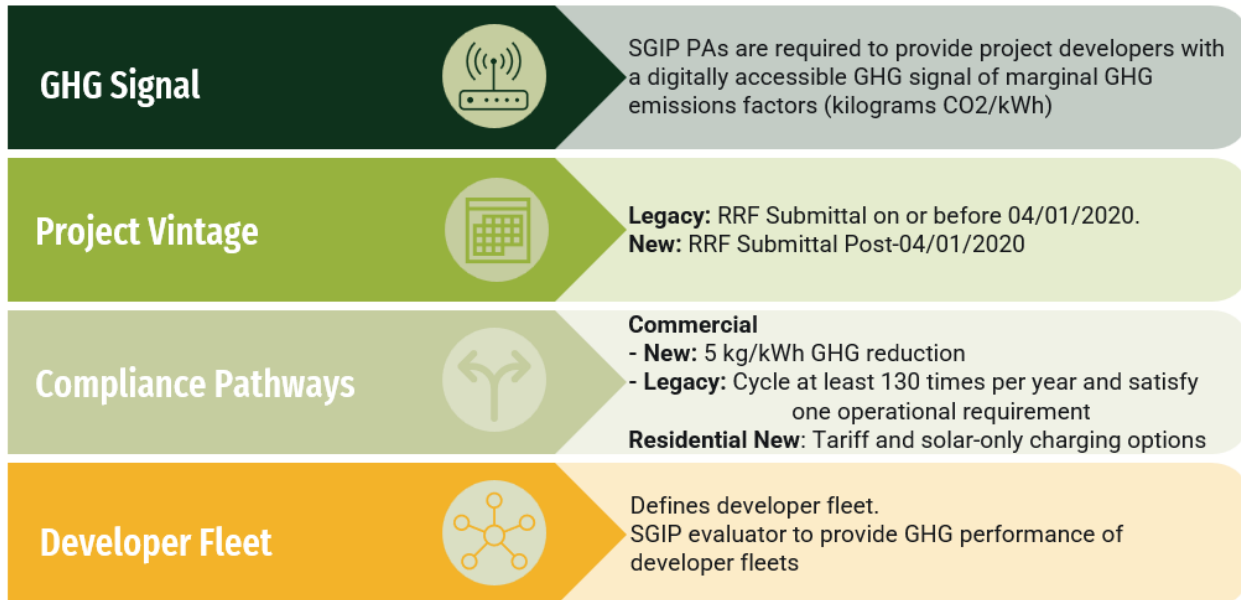 GHG Signal
SGIP PAs are required to provide project developers with
a digitally accessible GHG signal of marginal GHG
emissions factors (kilograms CO2/kWh)
Project Vintage
Legacy: RRF Submittal on or before 04/01/2020.
New: RRF Submittal Post-04/01/2020
Compliance Pathways
Commercial
- New: 5 kg/kWh GHG reduction
- Legacy: Cycle at least 130 times per year and satisfy
one operational requirement
Residential New: Tariff and solar-only charging options
Developer Fleet
Defines developer fleet.
SGIP evaluator to provide GHG performance of
developer fleets